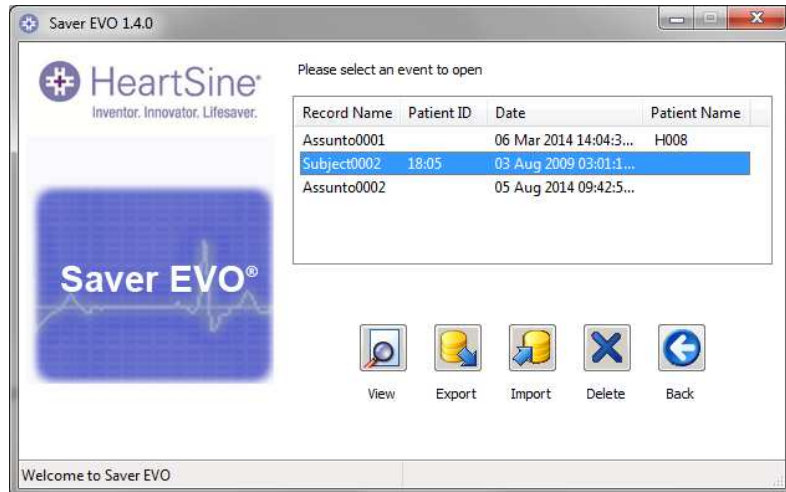 Saver EVO 1.4.0
HeartSine®
Inventor. Innovator. Lifesaver.
Please select an event to open
Record Name Patient ID Date Patient Name
Assunto0001 06 Mar 2014 14:04:3... H008
Subject0002 18:05 03 Aug 2009 03:01:1...
Assunto0002 05 Aug 2014 09:42:5...
Saver EVO®
View Export Import Delete Back
Welcome to Saver EVO